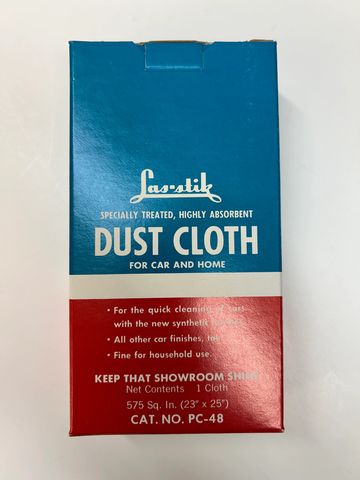 Las-stik
SPECIALLY TREATED, HIGHLY ABSORBENT
DUST CLOTH
FOR CAR AND HOME
• For the quick cleaning of cars
with the new synthetic
• All other car finishes, too.
• Fine for household use.
KEEP THAT SHOWROOM SHINE
Net Contents 1 Cloth
575 Sq. In. (23" x 25")
CAT. NO. PC-48